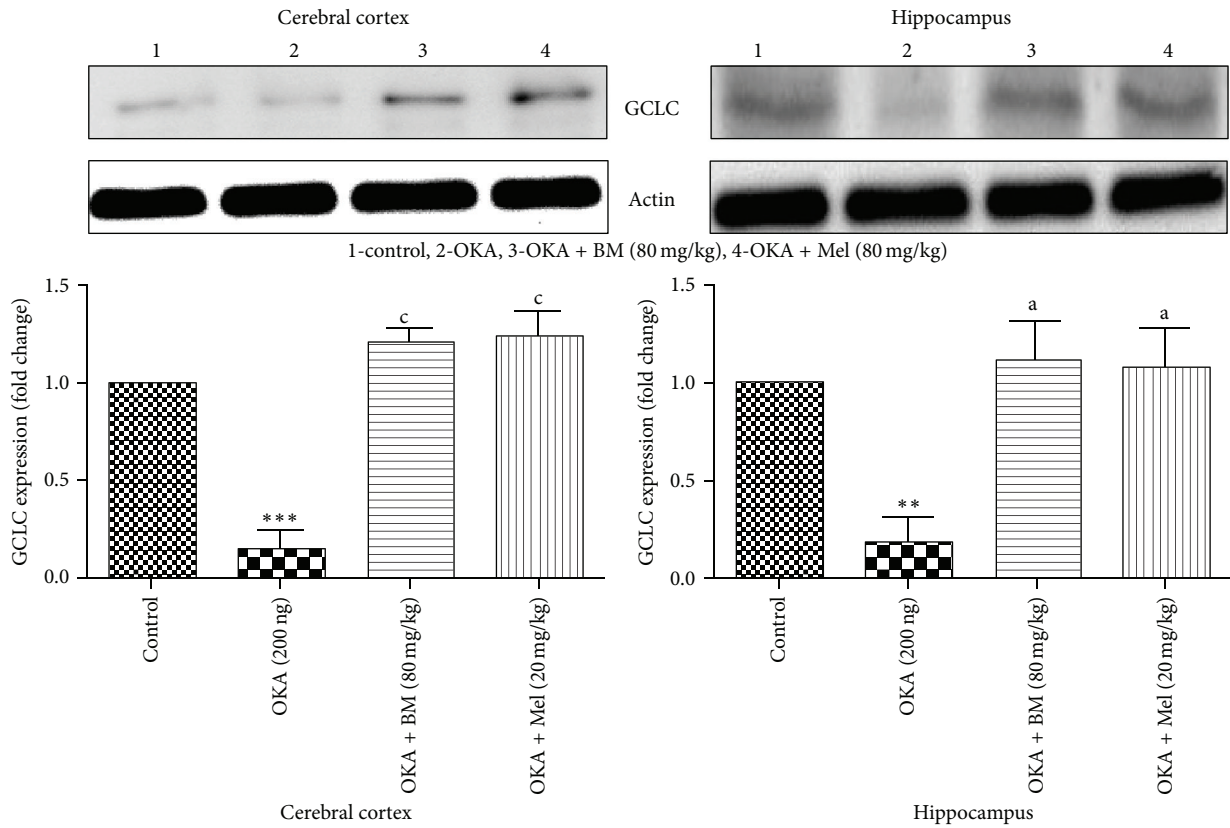 Cerebral cortex
Hippocampus
1 2 3 4
1 2 3 4
GCLC
Actin
1-control, 2-OKA, 3-OKA + BM (80 mg/kg), 4-OKA + Mel (80 mg/kg)
GCLC expression (fold change)
1.5
1.0
0.5
0.0
***
c
c
Control
OKA (200 ng)
OKA + BM (80 mg/kg)
OKA + Mel (20 mg/kg)
Cerebral cortex
GCLC expression (fold change)
1.5
1.0
0.5
0.0
**
a
a
Control
OKA (200 ng)
OKA + BM (80 mg/kg)
OKA + Mel (20 mg/kg)
Hippocampus